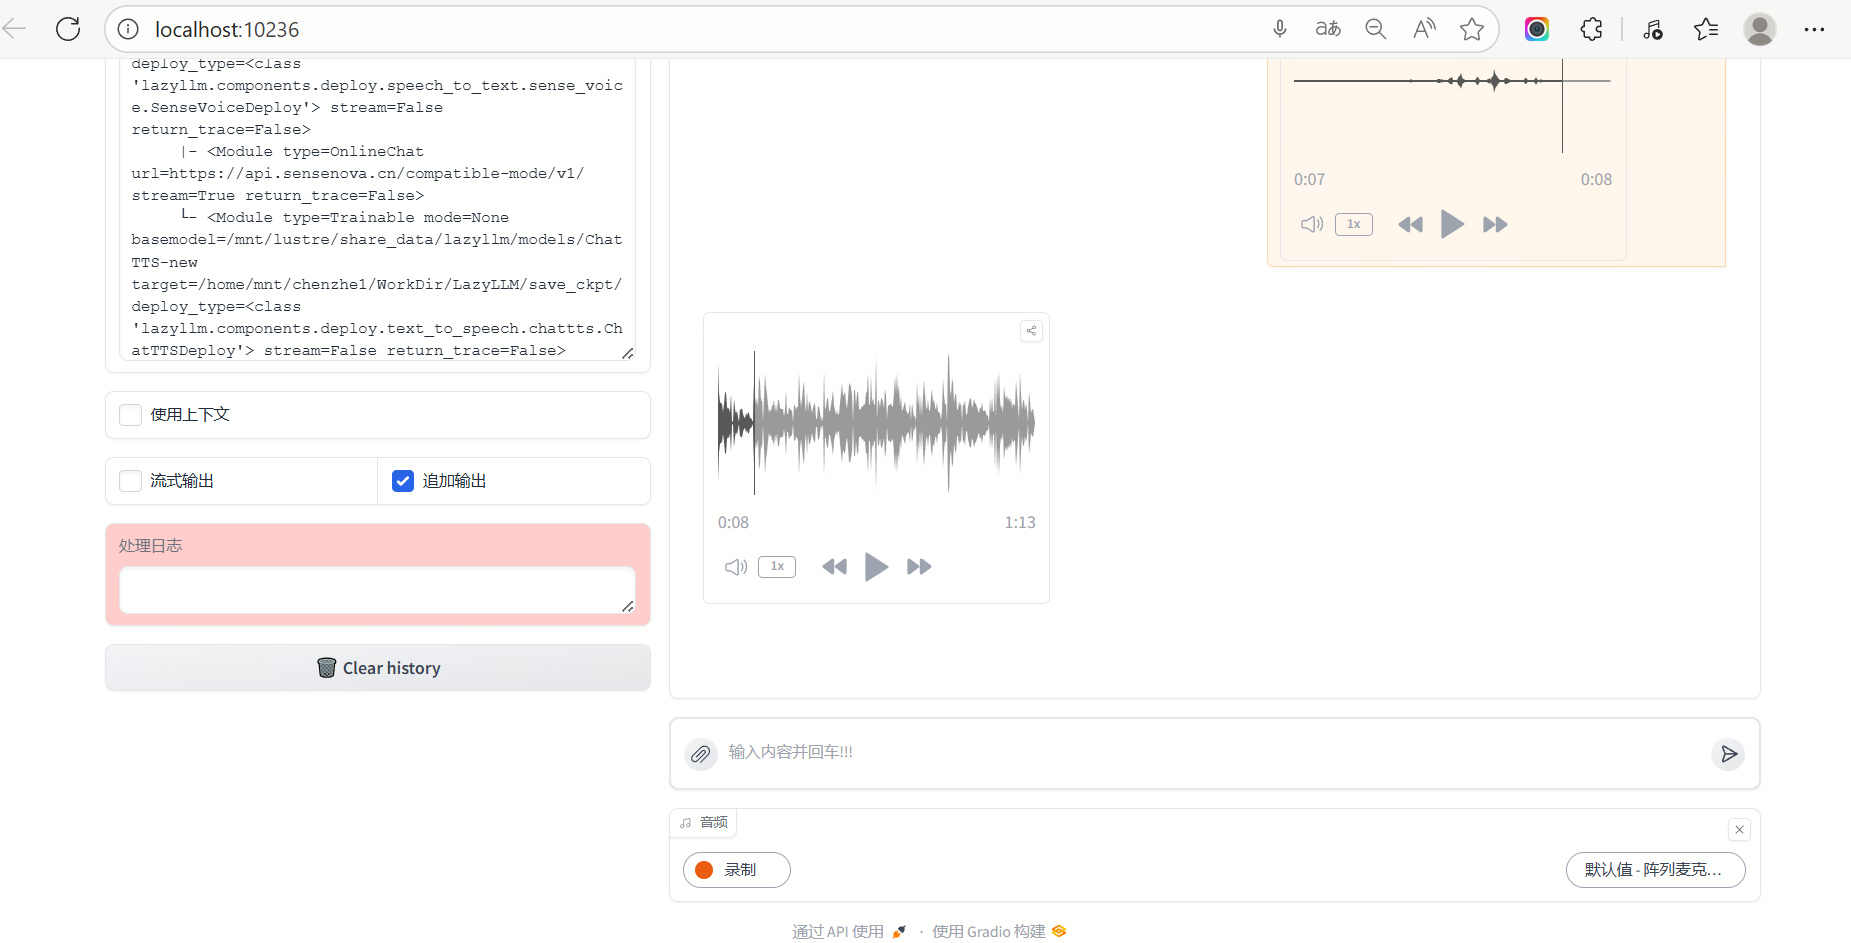 localhost:10236
deploy_type=<class
'lazyllm.components.deploy.speech_to_text.sense_voic
e.SenseVoiceDeploy'> stream=False
return_trace=False>
|- <Module type=OnlineChat
url=https://api.sensenova.cn/compatible-mode/v1/
stream=True return_trace=False>
└- <Module type=Trainable mode=None
basemodel=/mnt/lustre/share_data/lazyllm/models/Chat
TTS-new
target=/home/mnt/chenzhe1/WorkDir/LazyLLM/save_ckpt/
deploy_type=<class
'lazyllm.components.deploy.text_to_speech.chattts.Ch
atTTSDeploy'> stream=False return_trace=False>
使用上下文
流式输出
追加输出
处理日志
Clear history
0:07
0:08
1x
0:08
1:13
1x
输入内容并回车!!!
音频
录制
默认值 - 阵列麦克...
通过 API 使用
· 使用 Gradio 构建